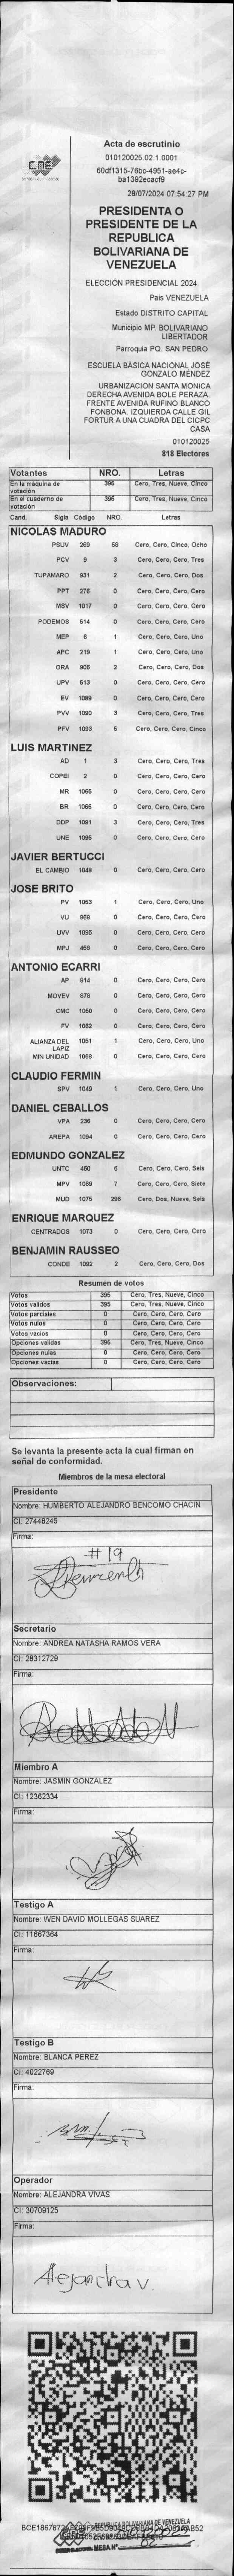 CNE
Acta de escrutinio
010120025.02.1.0001
60df1315-76bc-4951-ae4c-
ba1392ecacf9
28/07/2024 07:54:27 PM
PRESIDENTA O
PRESIDENTE DE LA
REPUBLICA
BOLIVARIANA DE
VENEZUELA
ELECCIÓN PRESIDENCIAL 2024
País VENEZUELA
Estado DISTRITO CAPITAL
Municipio MP. BOLIVARIANO
LIBERTADOR
Parroquia PQ. SAN PEDRO
ESCUELA BÁSICA NACIONAL JOSÉ
GONZALO MÉNDEZ
URBANIZACION SANTA MONICA
DERECHA AVENIDA BOLE PERAZA.
FRENTE AVENIDA RUFINO BLANCO
FONBONA. IZQUIERDA CALLE GIL
FORTUR A UNA CUADRA DEL CICPC
CASA
010120025
818 Electores
Votantes NRO. Letras
En la máquina de votación 395 Cero, Tres, Nueve, Cinco
En el cuaderno de votación 395 Cero, Tres, Nueve, Cinco
Cand. Sigla Código NRO. Letras
NICOLAS MADURO
PSUV 269 58 Cero, Cero, Cinco, Ocho
PCV 9 3 Cero, Cero, Cero, Tres
TUPAMARO 931 2 Cero, Cero, Cero, Dos
PPT 276 0 Cero, Cero, Cero, Cero
MSV 1017 0 Cero, Cero, Cero, Cero
PODEMOS 514 0 Cero, Cero, Cero, Cero
MEP 6 1 Cero, Cero, Cero, Uno
APC 219 1 Cero, Cero, Cero, Uno
ORA 906 2 Cero, Cero, Cero, Dos
UPV 613 0 Cero, Cero, Cero, Cero
EV 1089 0 Cero, Cero, Cero, Cero
PVV 1090 3 Cero, Cero, Cero, Tres
PFV 1093 5 Cero, Cero, Cero, Cinco
LUIS MARTINEZ
AD 1 3 Cero, Cero, Cero, Tres
COPEI 2 0 Cero, Cero, Cero, Cero
MR 1065 0 Cero, Cero, Cero, Cero
BR 1066 0 Cero, Cero, Cero, Cero
DDP 1091 3 Cero, Cero, Cero, Tres
UNE 1095 0 Cero, Cero, Cero, Cero
JAVIER BERTUCCI
EL CAMBIO 1048 0 Cero, Cero, Cero, Cero
JOSE BRITO
PV 1053 1 Cero, Cero, Cero, Uno
VU 868 0 Cero, Cero, Cero, Cero
UVV 1096 0 Cero, Cero, Cero, Cero
MPJ 458 0 Cero, Cero, Cero, Cero
ANTONIO ECARRI
AP 814 0 Cero, Cero, Cero, Cero
MOVEV 678 0 Cero, Cero, Cero, Cero
CMC 1050 0 Cero, Cero, Cero, Cero
FV 1082 0 Cero, Cero, Cero, Cero
ALIANZA DEL LAPIZ 1051 1 Cero, Cero, Cero, Uno
MIN UNIDAD 1068 0 Cero, Cero, Cero, Cero
CLAUDIO FERMIN
SPV 1049 1 Cero, Cero, Cero, Uno
DANIEL CEBALLOS
VPA 236 0 Cero, Cero, Cero, Cero
AREPA 1094 0 Cero, Cero, Cero, Cero
EDMUNDO GONZALEZ
UNTC 460 6 Cero, Cero, Cero, Seis
MPV 1069 7 Cero, Cero, Cero, Siete
MUD 1075 296 Cero, Dos, Nueve, Seis
ENRIQUE MARQUEZ
CENTRADOS 1073 0 Cero, Cero, Cero, Cero
BENJAMIN RAUSSEO
CONDE 1092 2 Cero, Cero, Cero, Dos
Resumen de votos
Votos 395 Cero, Tres, Nueve, Cinco
Votos validos 395 Cero, Tres, Nueve, Cinco
Votos parciales 0 Cero, Cero, Cero, Cero
Votos nulos 0 Cero, Cero, Cero, Cero
Votos vacios 0 Cero, Cero, Cero, Cero
Opciones validas 395 Cero, Tres, Nueve, Cinco
Opciones nulas 0 Cero, Cero, Cero, Cero
Opciones vacias 0 Cero, Cero, Cero, Cero
Observaciones:
Se levanta la presente acta la cual firman en
señal de conformidad.
Miembros de la mesa electoral
Presidente
Nombre: HUMBERTO ALEJANDRO BENCOMO CHACIN
CI: 27448245
Firma:
#19
Secretario
Nombre: ANDREA NATASHA RAMOS VERA
CI: 28312729
Firma:
Miembro A
Nombre: JASMIN GONZALEZ
CI: 12362334
Firma:
Testigo A
Nombre: WEN DAVID MOLLEGAS SUAREZ
CI: 11667364
Firma:
Testigo B
Nombre: BLANCA PEREZ
CI: 4022769
Firma:
Operador
Nombre: ALEJANDRA VIVAS
CI: 30709125
Firma:
Alejandra V.
REPUBLICA BOLIVARIANA DE VENEZUELA
MESA N°